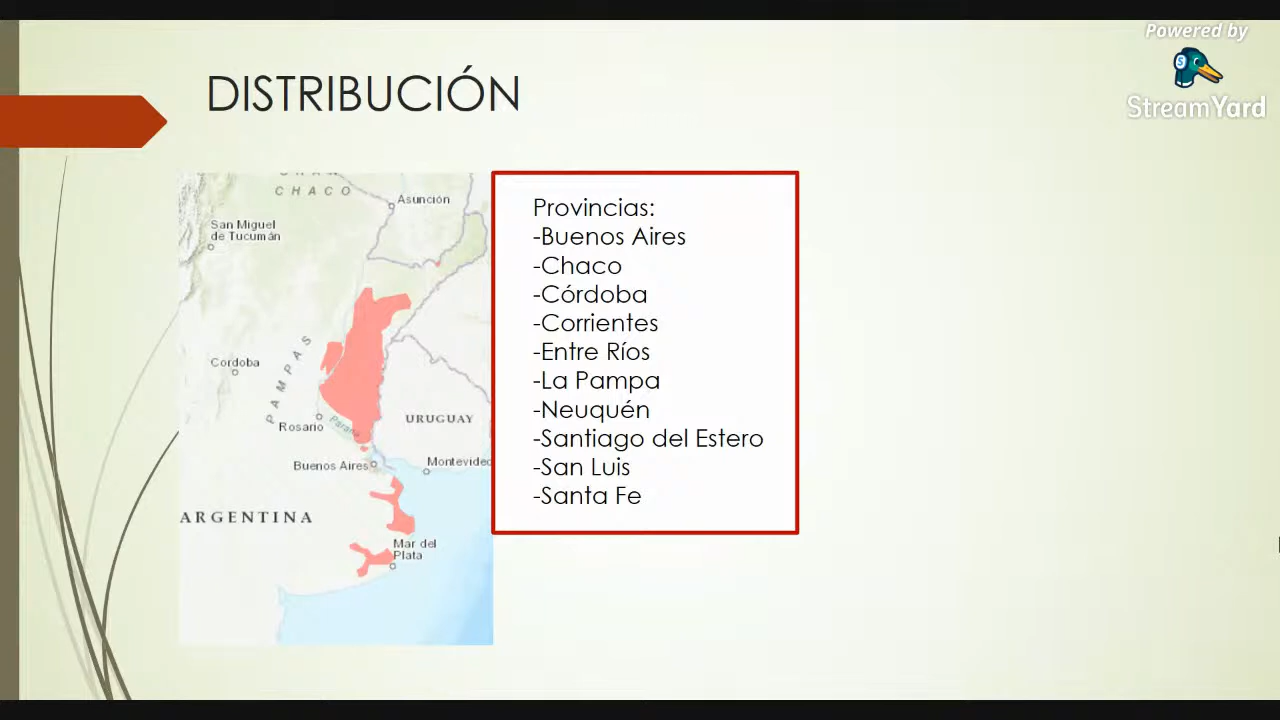 Powered by
StreamYard
DISTRIBUCIÓN
CHACO
Asunción
San Miguel
de Tucumán
Cordoba
PAMPAS
Rosario
Paraná
URUGUAY
Buenos Aires
Montevideo
ARGENTINA
Mar del
Plata
Provincias:
-Buenos Aires
-Chaco
-Córdoba
-Corrientes
-Entre Ríos
-La Pampa
-Neuquén
-Santiago del Estero
-San Luis
-Santa Fe